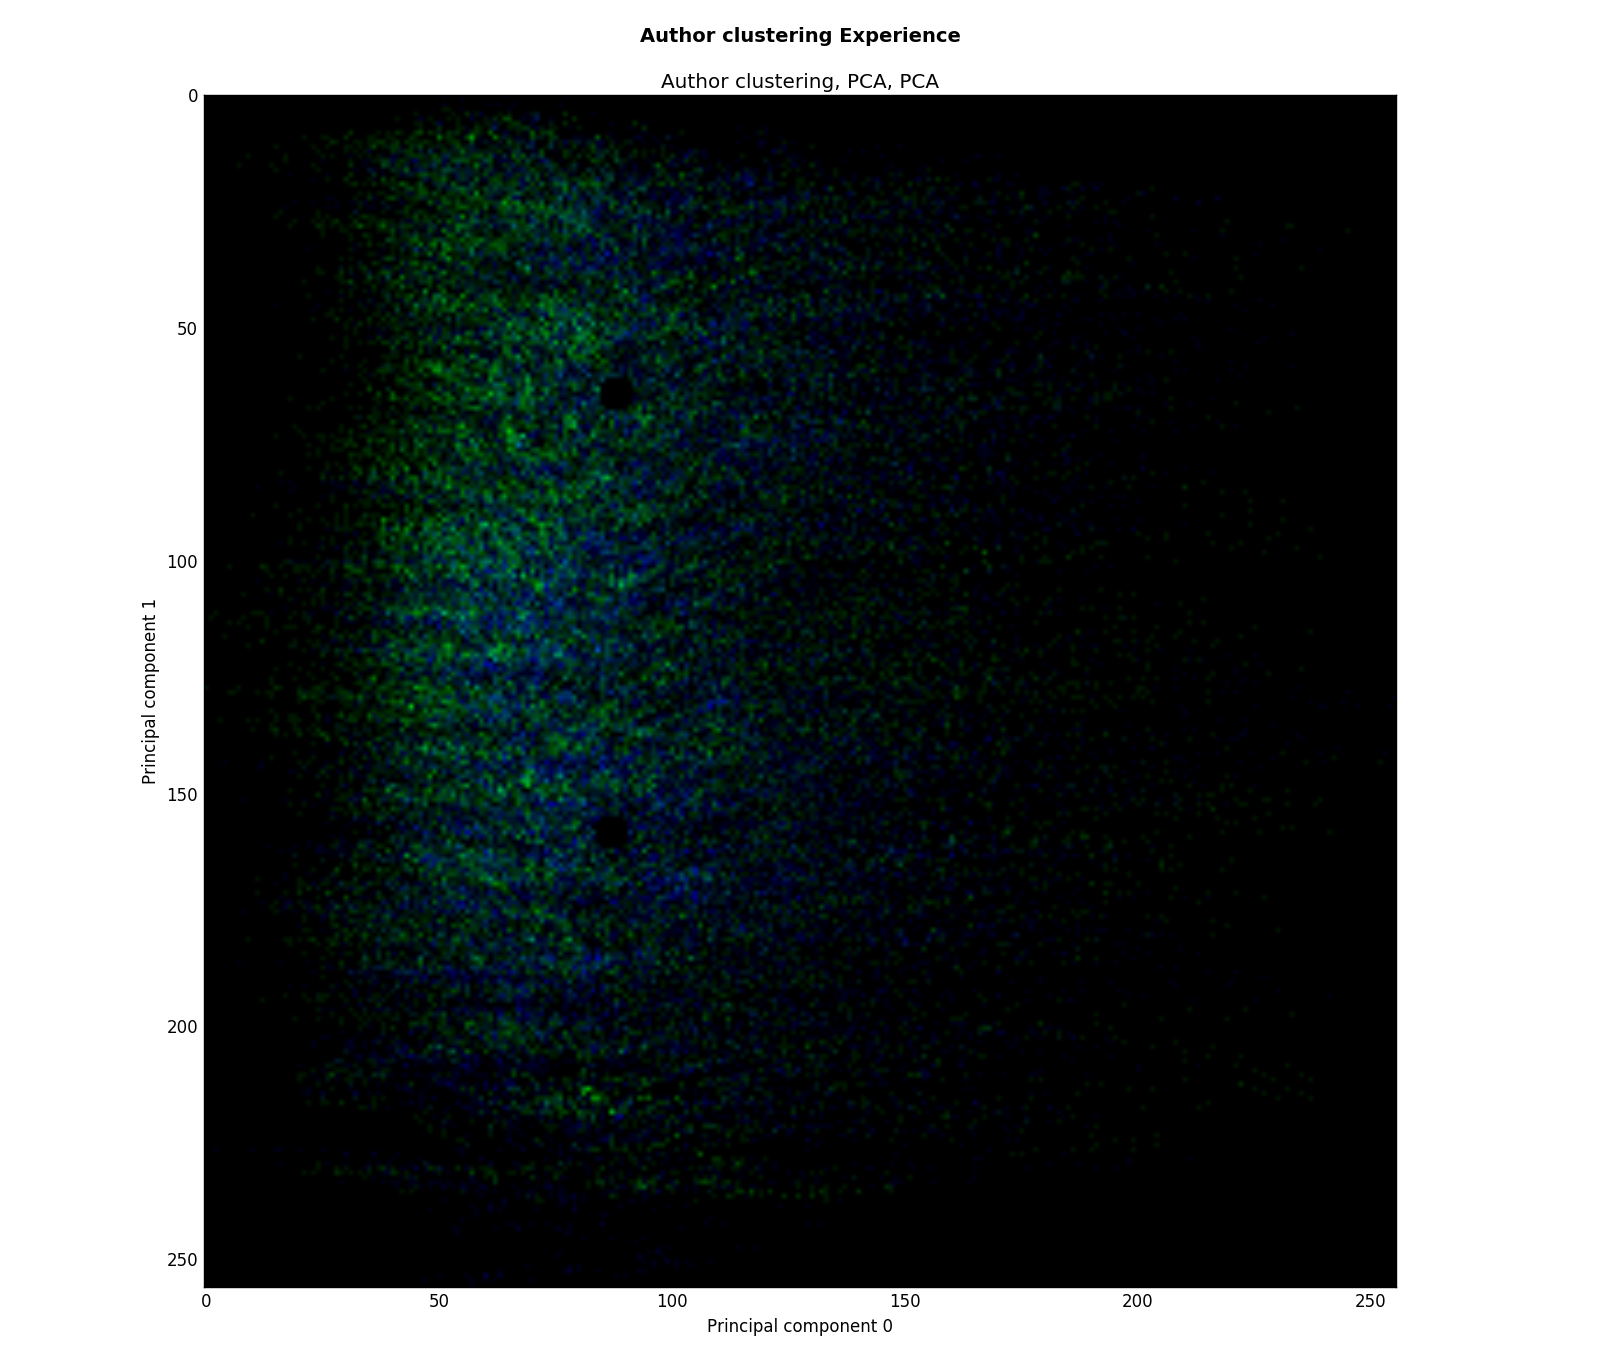 Author clustering Experience
Author clustering, PCA, PCA
0
50
100
150
200
250
Principal component 1
0 50 100 150 200 250
Principal component 0